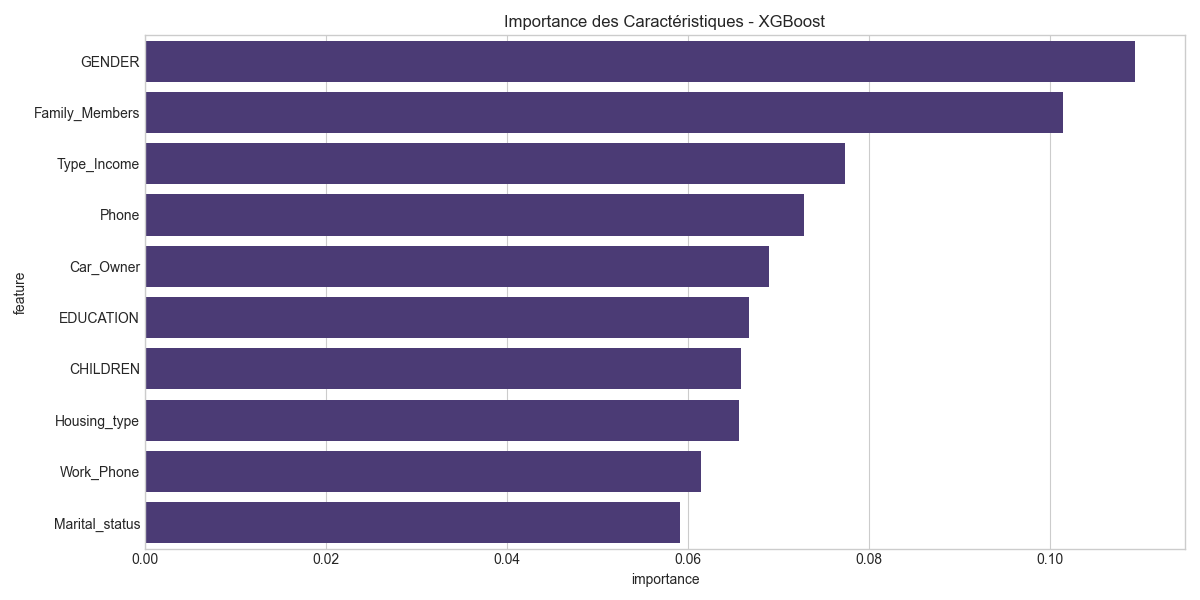 Importance des Caractéristiques - XGBoost
GENDER
Family_Members
Type_Income
Phone
Car_Owner
EDUCATION
CHILDREN
Housing_type
Work_Phone
Marital_status
feature
0.00 0.02 0.04 0.06 0.08 0.10
importance